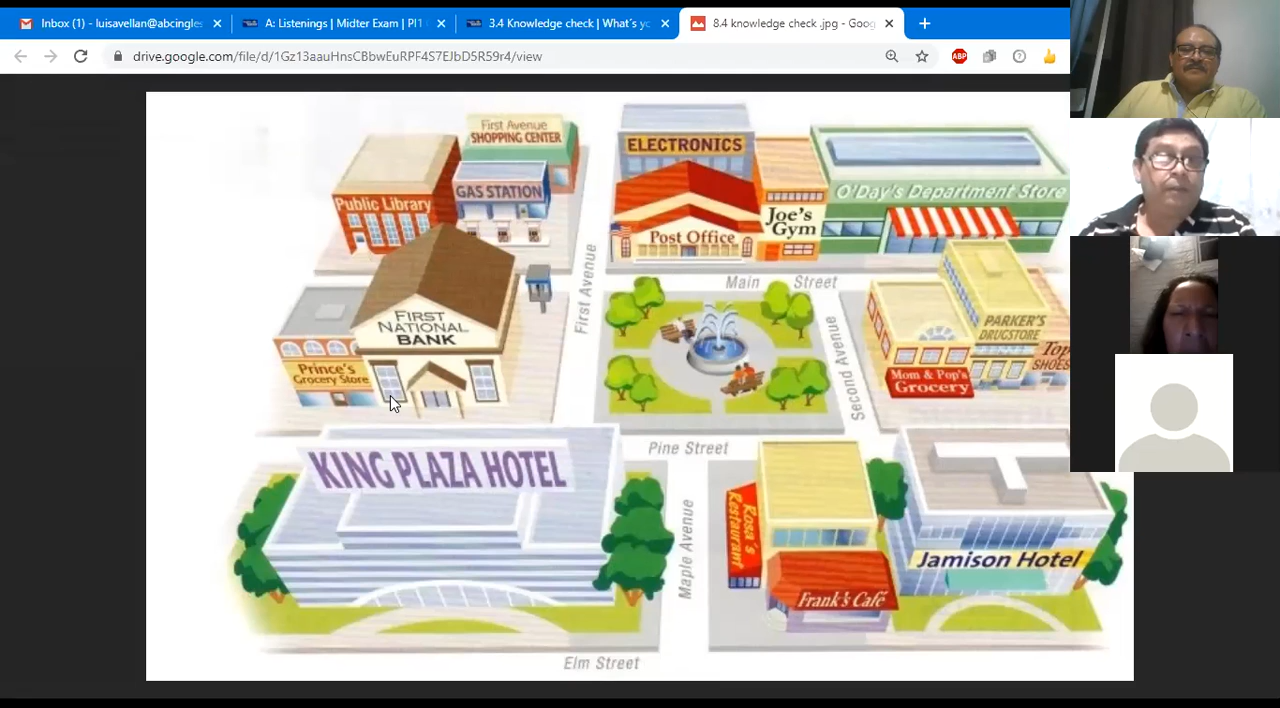 Inbox (1) - luisavellan@abcingles
A: Listenings | Midter Exam | PI1
3.4 Knowledge check | What´s yo
8.4 knowledge check .jpg - Goog
drive.google.com/file/d/1Gz13aauHnsCBbwEuRPF4S7EJbD5R59r4/view
ABP
First Avenue
SHOPPING CENTER
ELECTRONICS
GAS STATION
O'Day's Department Store
Public Library
Joe's
Gym
Post Office
First Avenue
Main Street
FIRST
NATIONAL
BANK
PARKER'S
DRUGSTORE
Top
SHOES
Prince's
Grocery Store
Second Avenue
Mom & Pop's
Grocery
Pine Street
KING PLAZA HOTEL
Maple Avenue
Rosa's
Restaurant
Jamison Hotel
Frank's Café
Elm Street